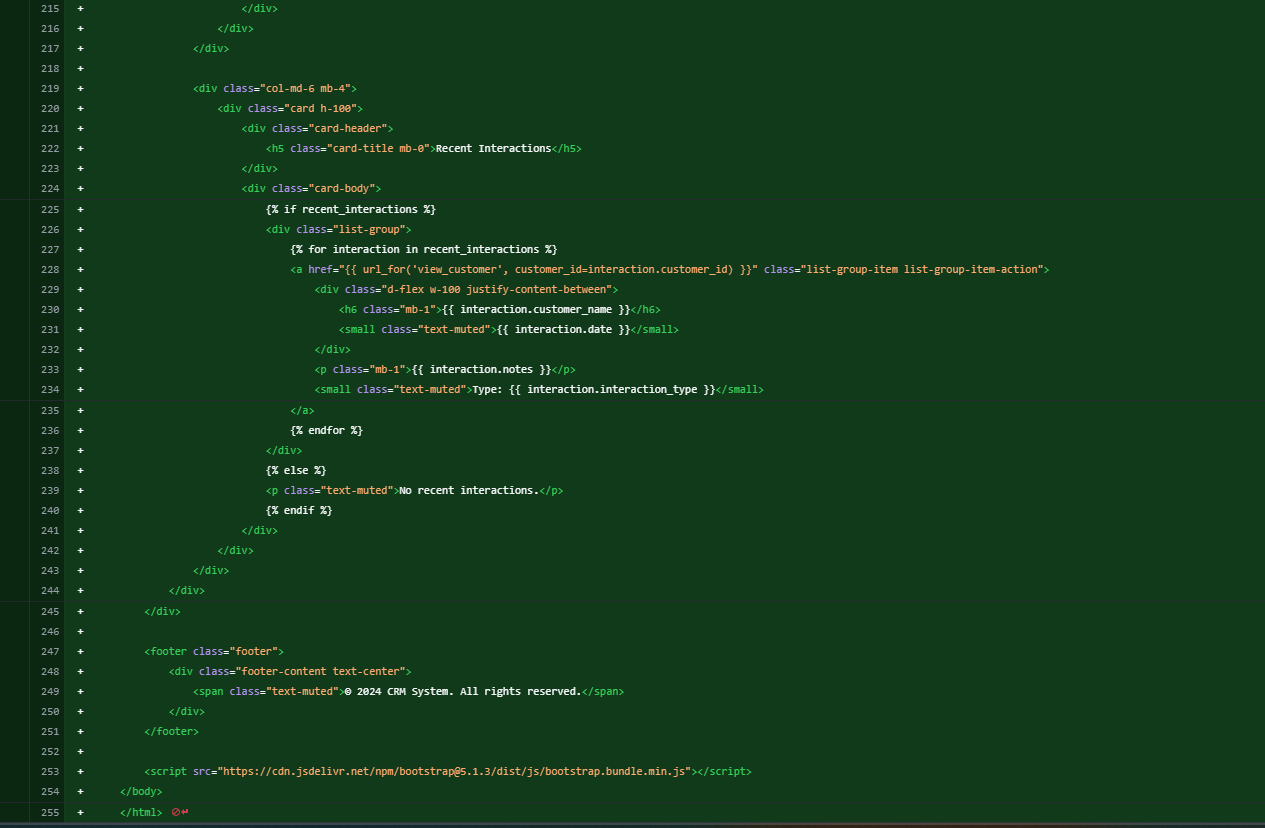 215 + </div>
216 + </div>
217 + </div>
218 +
219 + <div class="col-md-6 mb-4">
220 + <div class="card h-100">
221 + <div class="card-header">
222 + <h5 class="card-title mb-0">Recent Interactions</h5>
223 + </div>
224 + <div class="card-body">
225 + {% if recent_interactions %}
226 + <div class="list-group">
227 + {% for interaction in recent_interactions %}
228 + <a href="{{ url_for('view_customer', customer_id=interaction.customer_id) }}" class="list-group-item list-group-item-action">
229 + <div class="d-flex w-100 justify-content-between">
230 + <h6 class="mb-1">{{ interaction.customer_name }}</h6>
231 + <small class="text-muted">{{ interaction.date }}</small>
232 + </div>
233 + <p class="mb-1">{{ interaction.notes }}</p>
234 + <small class="text-muted">Type: {{ interaction.interaction_type }}</small>
235 + </a>
236 + {% endfor %}
237 + </div>
238 + {% else %}
239 + <p class="text-muted">No recent interactions.</p>
240 + {% endif %}
241 + </div>
242 + </div>
243 + </div>
244 + </div>
245 + </div>
246 +
247 + <footer class="footer">
248 + <div class="footer-content text-center">
249 + <span class="text-muted">© 2024 CRM System. All rights reserved.</span>
250 + </div>
251 + </footer>
252 +
253 + <script src="https://cdn.jsdelivr.net/npm/bootstrap@5.1.3/dist/js/bootstrap.bundle.min.js"></script>
254 + </body>
255 + </html>